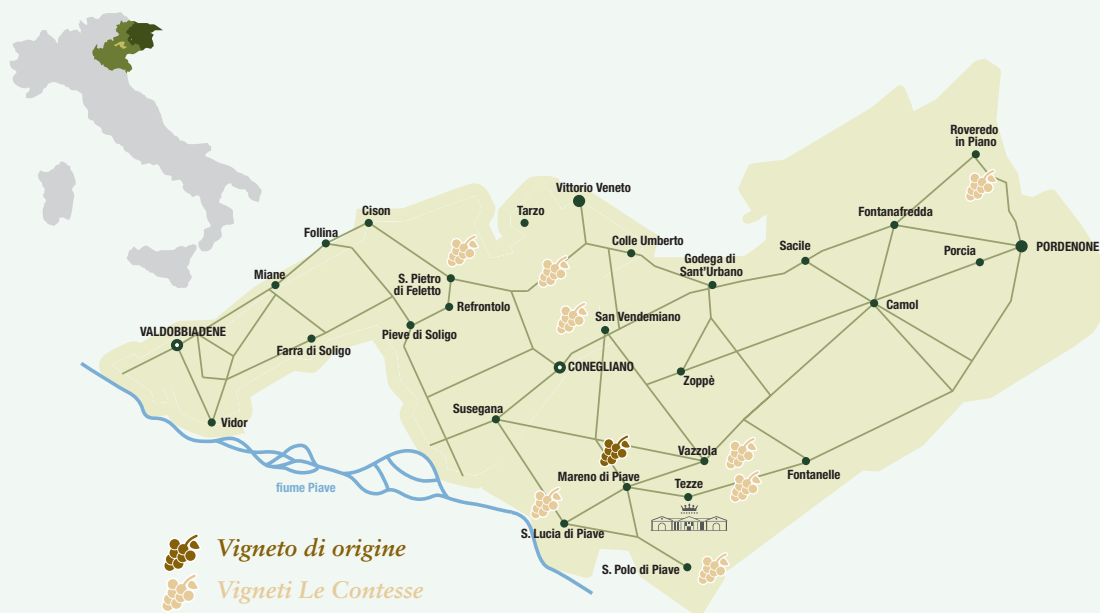 Roveredo
in Piano
Vittorio Veneto
Cison
Tarzo
Fontanafredda
Follina
Colle Umberto
Sacile
Porcia
PORDENONE
Godega di
Sant'Urbano
Miane
S. Pietro
di Feletto
Refrontolo
Camol
San Vendemiano
VALDOBBIADENE
Pieve di Soligo
Farra di Soligo
CONEGLIANO
Zoppè
Susegana
Vidor
Vazzola
Mareno di Piave
Tezze
Fontanelle
fiume Piave
S. Lucia di Piave
S. Polo di Piave
Vigneto di origine
Vigneti Le Contesse